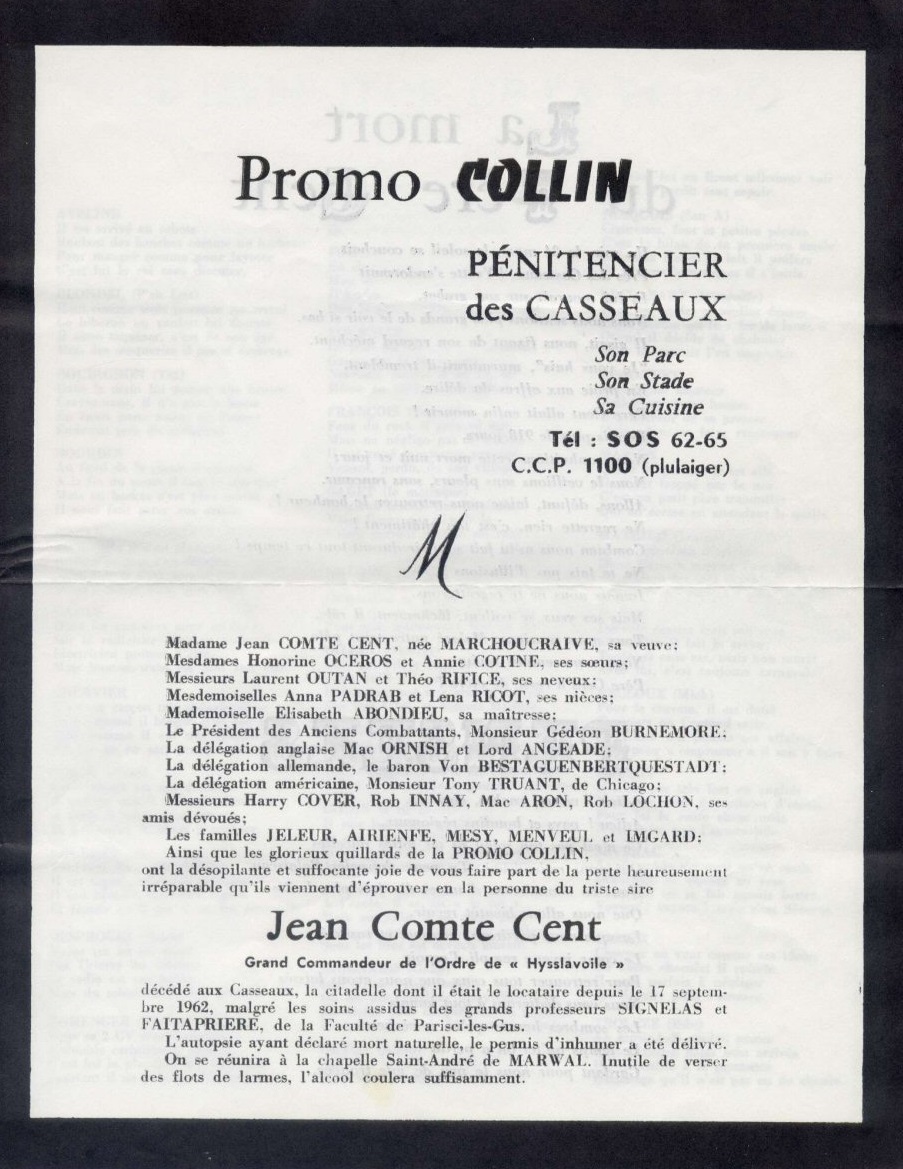 Promo COLLIN
PÉNITENCIER
des CASSEAUX
Son Parc
Son Stade
Sa Cuisine
Tél : SOS 62-65
C.C.P. 1100 (plulaiger)
M
Madame Jean COMTE CENT, née MARCHOUCRAIVE, sa veuve;
Mesdames Honorine OCEROS et Annie COTINE, ses sœurs;
Messieurs Laurent OUTAN et Théo RIFICE, ses neveux;
Mesdemoiselles Anna PADRAB et Lena RICOT, ses nièces;
Mademoiselle Elisabeth ABONDIEU, sa maîtresse;
Le Président des Anciens Combattants, Monsieur Gédéon BURNEMORE;
La délégation anglaise Mac ORNISH et Lord ANGEADE;
La délégation allemande, le baron Von BESTAGUENBERTQUESTADT;
La délégation américaine, Monsieur Tony TRUANT, de Chicago;
Messieurs Harry COVER, Rob INNAY, Mac ARON, Rob LOCHON, ses
amis dévoués;
Les familles JELEUR, AIRIENFE, MESY, MENVEUL et IMGARD;
Ainsi que les glorieux quillards de la PROMO COLLIN,
ont la désopilante et suffocante joie de vous faire part de la perte heureusement
irréparable qu'ils viennent d'éprouver en la personne du triste sire
Jean Comte Cent
Grand Commandeur de l'Ordre de « Hysslavoile »
décédé aux Casseaux, la citadelle dont il était le locataire depuis le 17 septem-
bre 1962, malgré les soins assidus des grands professeurs SIGNELAS et
FAITAPRIERE, de la Faculté de Parisci-les-Gus.
L'autopsie ayant déclaré mort naturelle, le permis d'inhumer a été délivré.
On se réunira à la chapelle Saint-André de MARWAL. Inutile de verser
des flots de larmes, l'alcool coulera suffisamment.